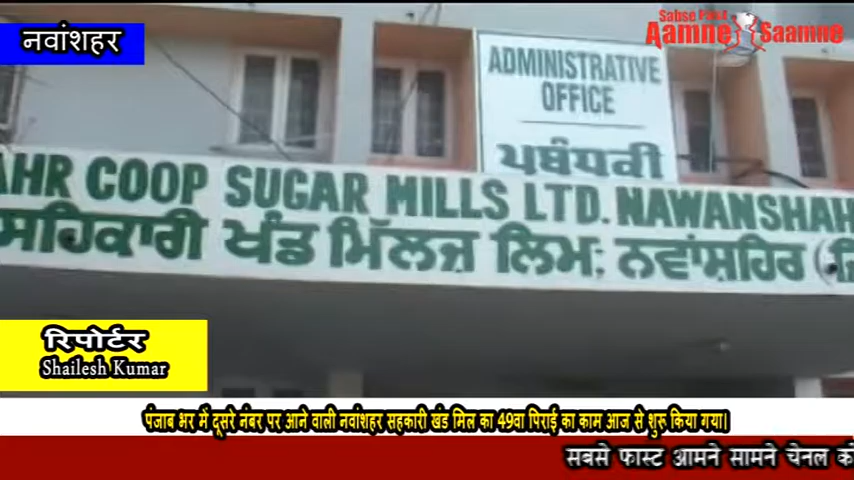 नवांशहर
Sabse Fast
Aamne Saamne
ADMINISTRATIVE
OFFICE
ਪ੍ਰਬੰਧਕੀ
AHR COOP SUGAR MILLS LTD. NAWANSHAH
ਸਹਿਕਾਰੀ ਖੰਡ ਮਿੱਲਜ਼ ਲਿਮ: ਨਵਾਂਸ਼ਹਿਰ
रिपोर्टर
Shailesh Kumar
पंजाब भर में दूसरे नंबर पर आने वाली नवांशहर सहकारी खंड मिल का 49वा पिराई का काम आज से शुरू किया गया।
सबसे फास्ट आमने सामने चेनल को